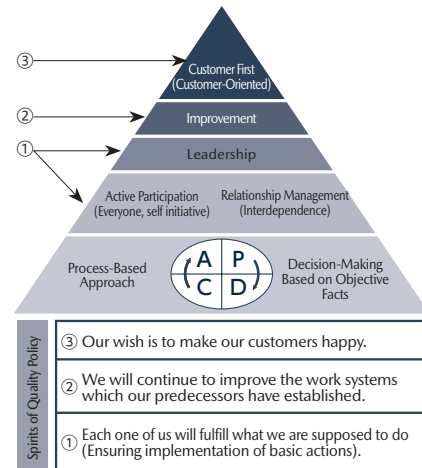 ③
Customer First
(Customer-Oriented)
②
Improvement
①
Leadership
Active Participation
(Everyone, self initiative)
Relationship Management
(Interdependence)
Process-Based
Approach
A P
C D
Decision-Making
Based on Objective
Facts
Spirits of Quality Policy
③ Our wish is to make our customers happy.
② We will continue to improve the work systems
which our predecessors have established.
① Each one of us will fulfill what we are supposed to do
(Ensuring implementation of basic actions).